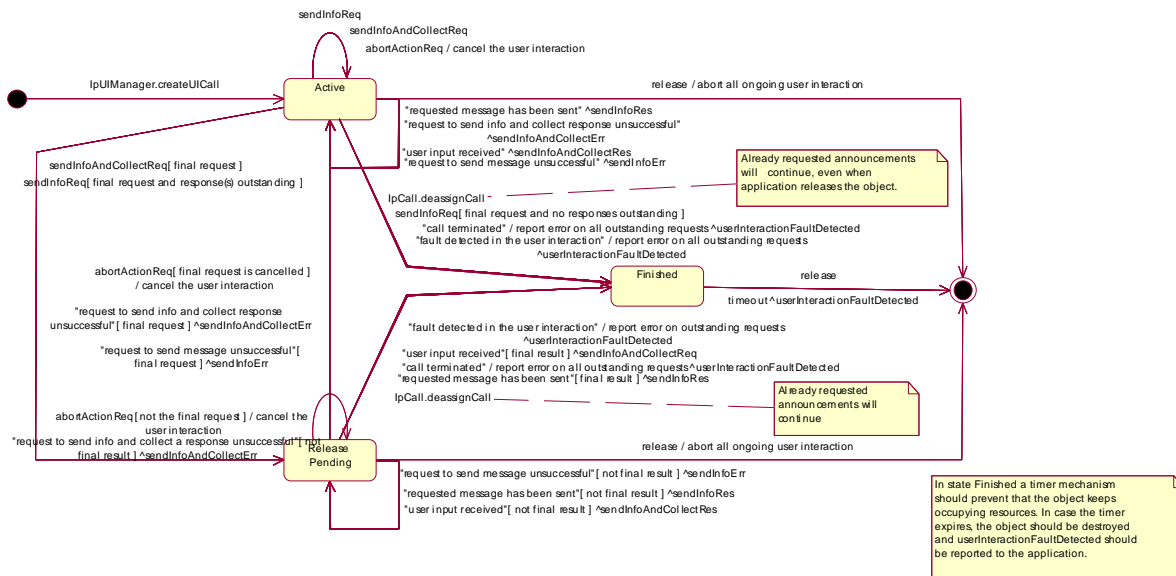 sendInfoReq
sendInfoAndCollectReq
abortActionReq / cancel the user interaction
IpUIManager.createUICall
Active
release / abort all ongoing user interaction
"requested message has been sent" ^sendInfoRes
"request to send info and collect response unsuccessful"
^sendInfoAndCollectErr
"user input received" ^sendInfoAndCollectRes
"request to send message unsuccessful" ^sendInfoErr
sendInfoAndCollectReq[ final request ]
sendInfoReq[ final request and response(s) outstanding ]
Already requested announcements
will continue, even when
application releases the object.
IpCall.deassignCall
sendInfoReq[ final request and no responses outstanding ]
"call terminated" / report error on all outstanding requests ^userInteractionFaultDetected
"fault detected in the user interaction" / report error on all outstanding requests
^userInteractionFaultDetected
abortActionReq[ final request is cancelled ]
/ cancel the user interaction
Finished
release
timeout ^userInteractionFaultDetected
"request to send info and collect response
unsuccessful"[ final request ] ^sendInfoAndCollectErr
"request to send message unsuccessful"[
final request ] ^sendInfoErr
"fault detected in the user interaction" / report error on outstanding requests
^userInteractionFaultDetected
"user input received"[ final result ] ^sendInfoAndCollectReq
"call terminated" / report error on all outstanding requests ^userInteractionFaultDetected
"requested message has been sent"[ final result ] ^sendInfoRes
IpCall.deassignCall
Already requested
announcements will
continue
abortActionReq[ not the final request ] / cancel the
user interaction
"request to send info and collect a response unsuccessful"[ not
final result ] ^sendInfoAndCollectErr
Release
Pending
release / abort all ongoing user interaction
"request to send message unsuccessful"[ not final result ] ^sendInfoErr
"requested message has been sent"[ not final result ] ^sendInfoRes
"user input received"[ not final result ] ^sendInfoAndCollectRes
In state Finished a timer mechanism
should prevent that the object keeps
occupying resources. In case the timer
expires, the object should be destroyed
and userInteractionFaultDetected should
be reported to the application.